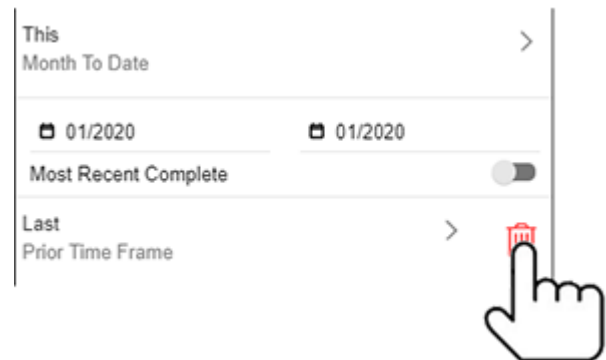 This
Month To Date
01/2020 01/2020
Most Recent Complete
Last
Prior Time Frame